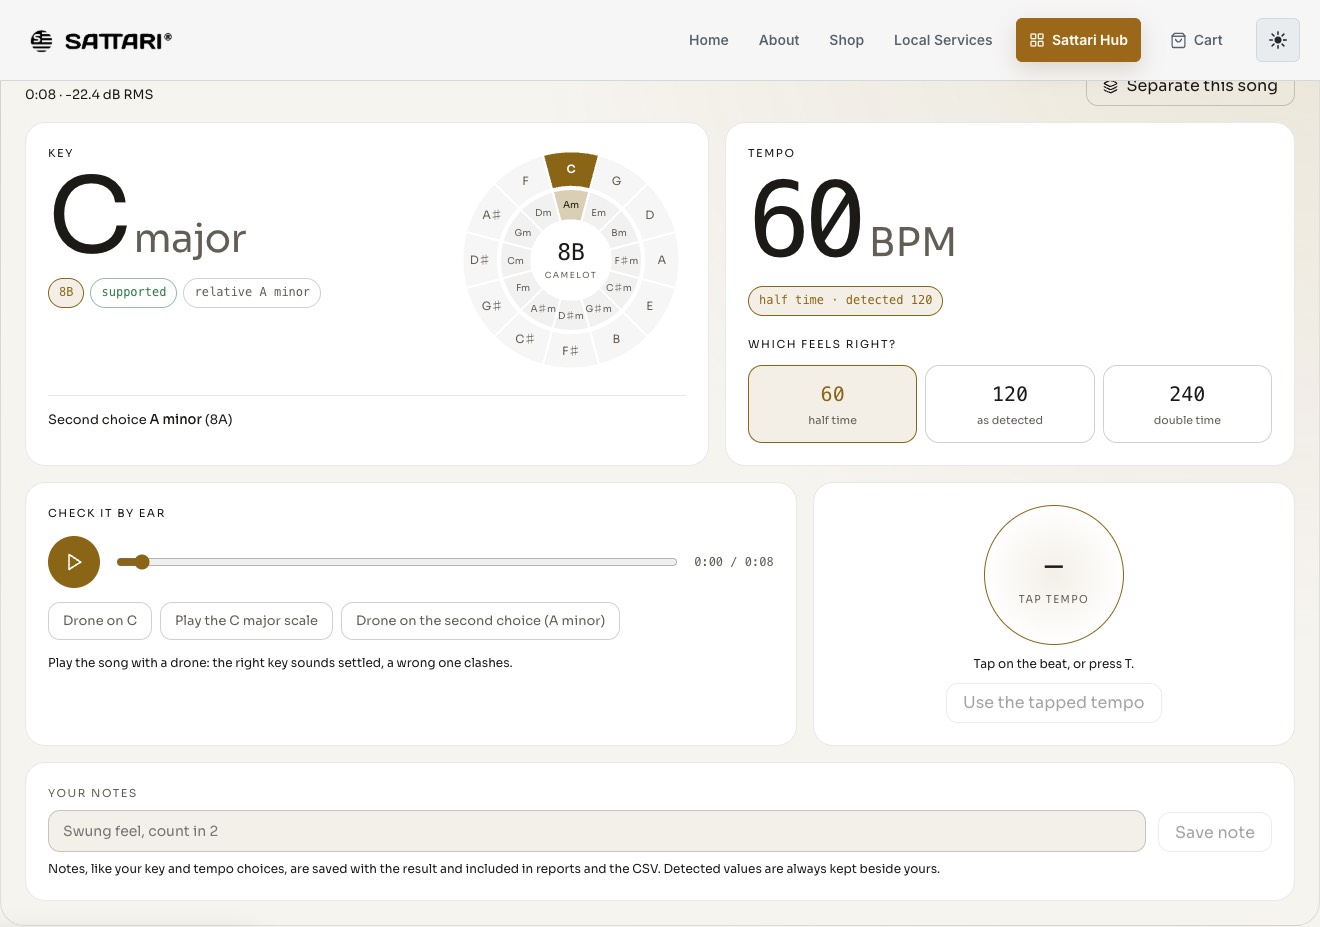 SATTARI®
Home
About
Shop
Local Services
Sattari Hub
Cart
0:08 · -22.4 dB RMS
Separate this song
KEY
C major
8B
supported
relative A minor
C
G
D
A
E
B
F♯
C♯
G♯
D♯
A♯
F
Am
Em
Bm
F♯m
C♯m
G♯m
D♯m
A♯m
Fm
Cm
Gm
Dm
8B
CAMELOT
Second choice A minor (8A)
TEMPO
60 BPM
half time · detected 120
WHICH FEELS RIGHT?
60
half time
120
as detected
240
double time
CHECK IT BY EAR
0:00 / 0:08
Drone on C
Play the C major scale
Drone on the second choice (A minor)
Play the song with a drone: the right key sounds settled, a wrong one clashes.
–
TAP TEMPO
Tap on the beat, or press T.
Use the tapped tempo
YOUR NOTES
Swung feel, count in 2
Save note
Notes, like your key and tempo choices, are saved with the result and included in reports and the CSV. Detected values are always kept beside yours.